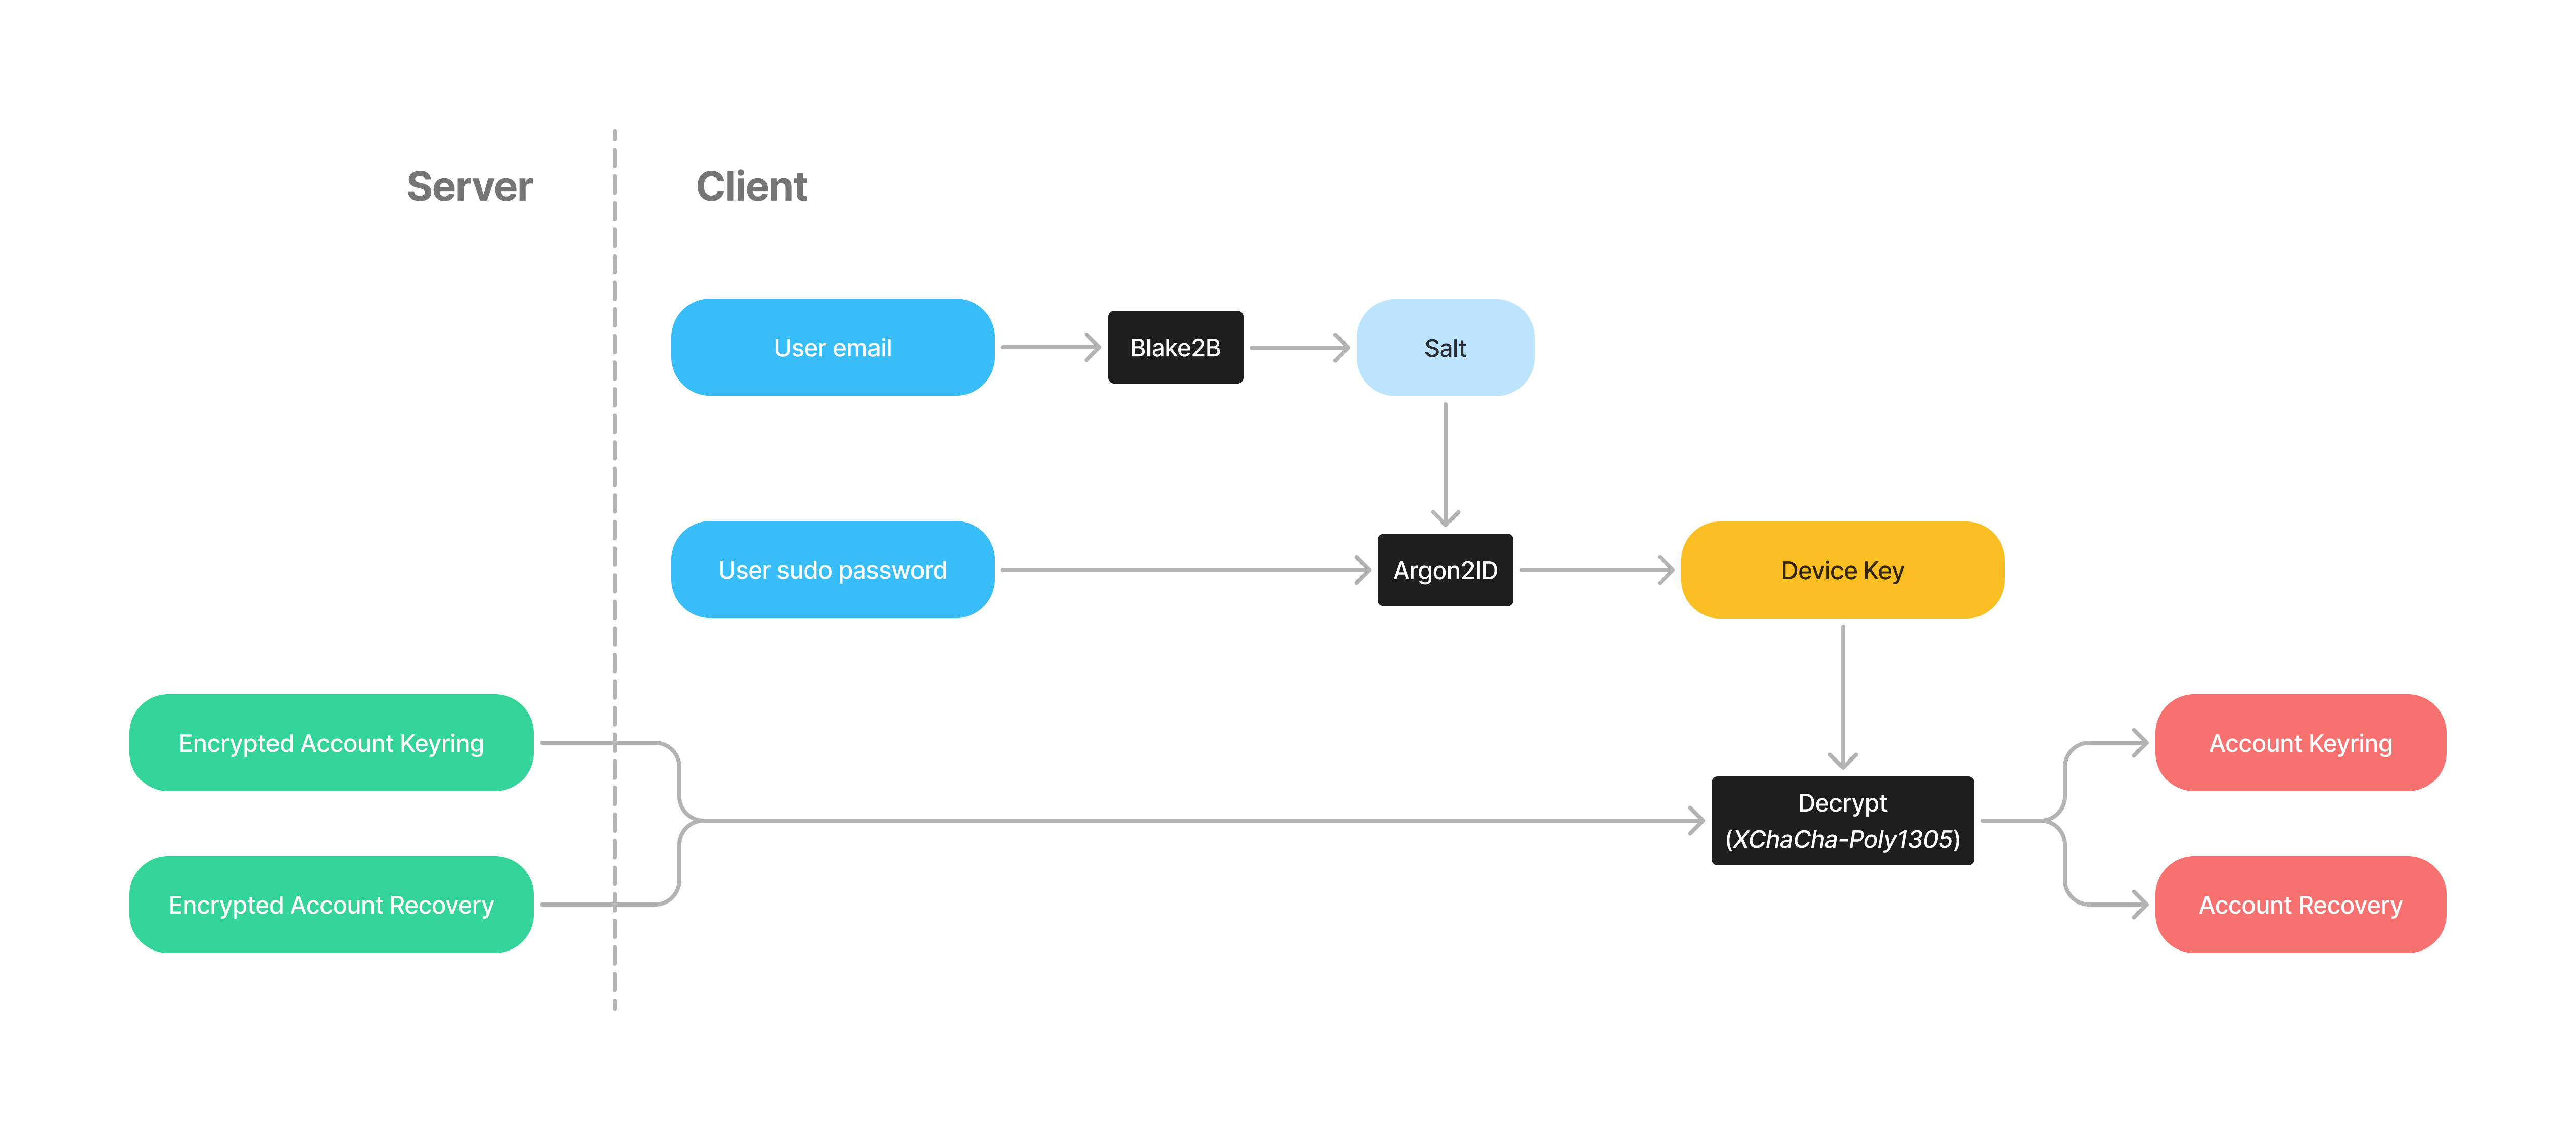 Server
Client
User email
Blake2B
Salt
User sudo password
Argon2ID
Device Key
Encrypted Account Keyring
Encrypted Account Recovery
Decrypt
(XChaCha-Poly1305)
Account Keyring
Account Recovery